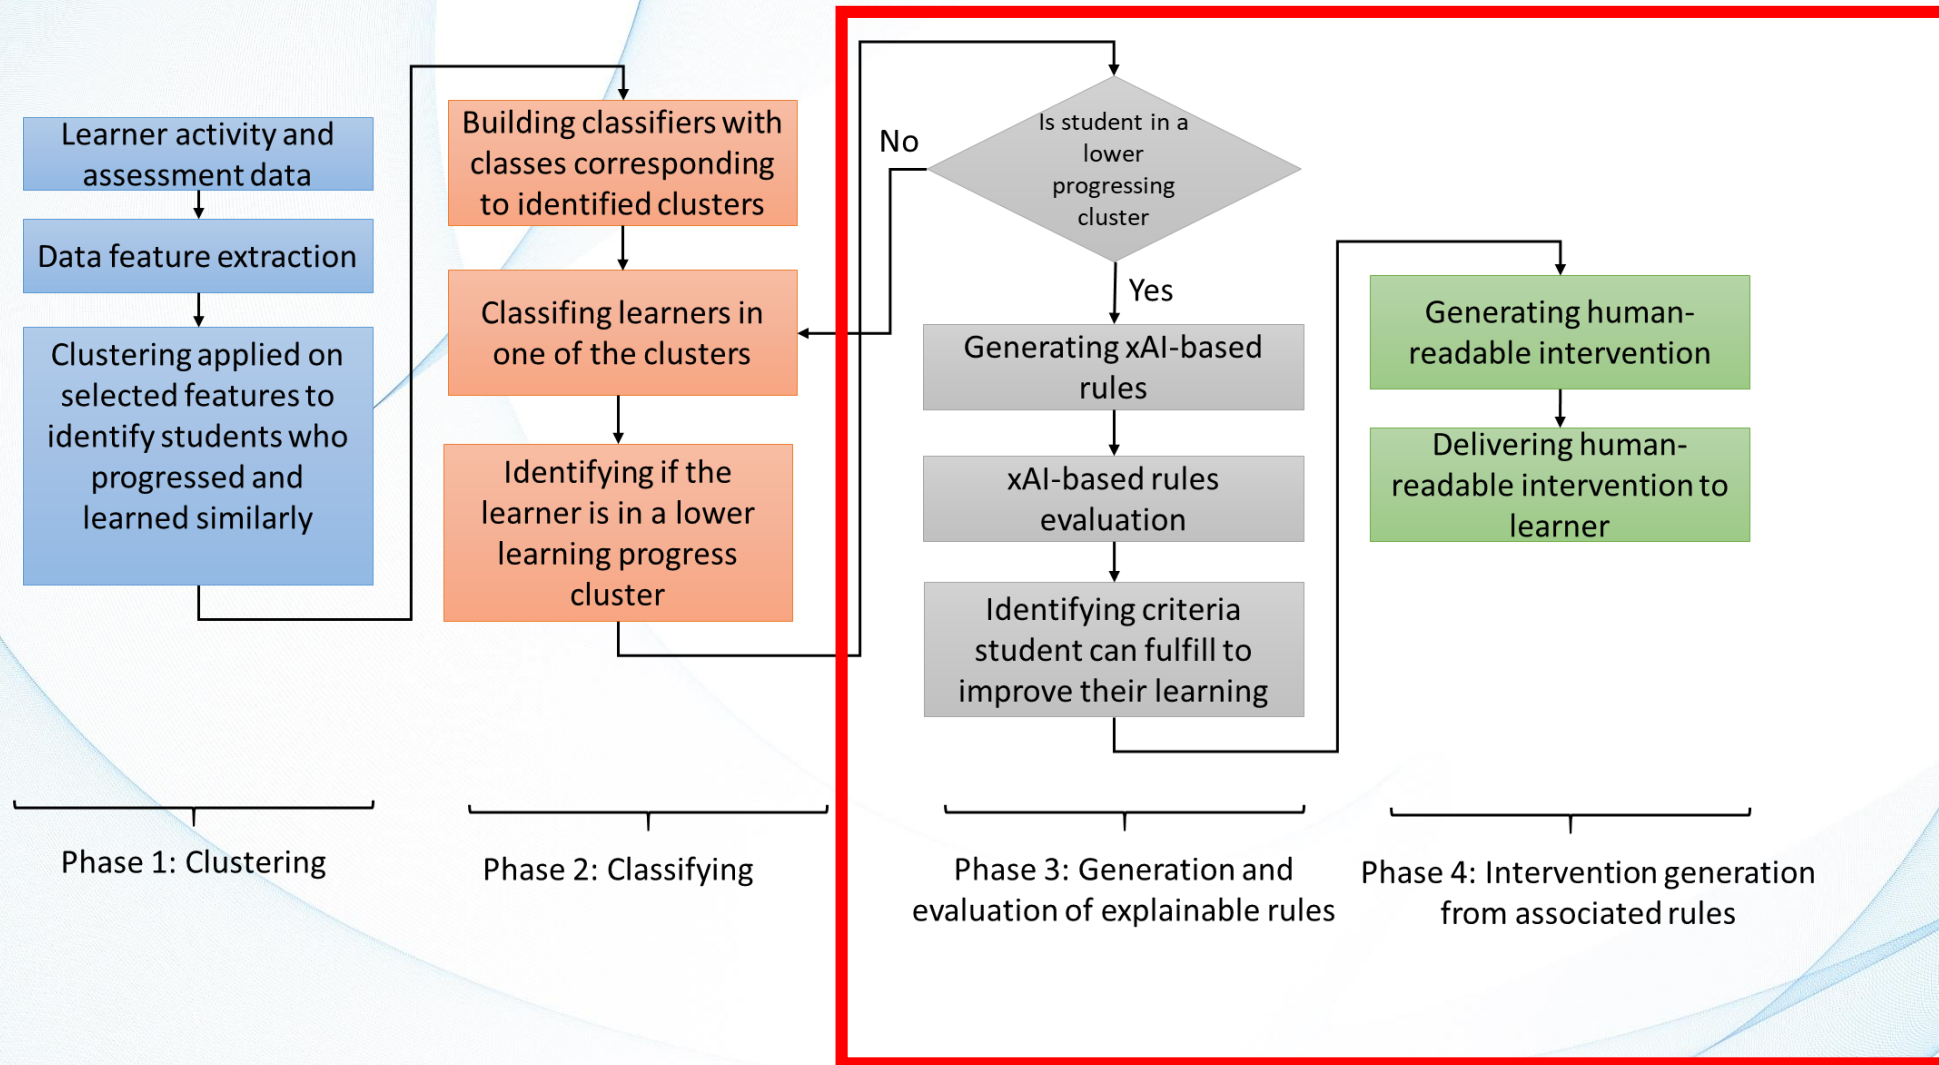 Learner activity and
assessment data
Data feature extraction
Clustering applied on
selected features to
identify students who
progressed and
learned similarly
Building classifiers with
classes corresponding
to identified clusters
Classifing learners in
one of the clusters
Identifying if the
learner is in a lower
learning progress
cluster
Is student in a
lower
progressing
cluster
No
Yes
Generating xAI-based
rules
xAI-based rules
evaluation
Identifying criteria
student can fulfill to
improve their learning
Generating human-
readable intervention
Delivering human-
readable intervention to
learner
Phase 1: Clustering
Phase 2: Classifying
Phase 3: Generation and
evaluation of explainable rules
Phase 4: Intervention generation
from associated rules